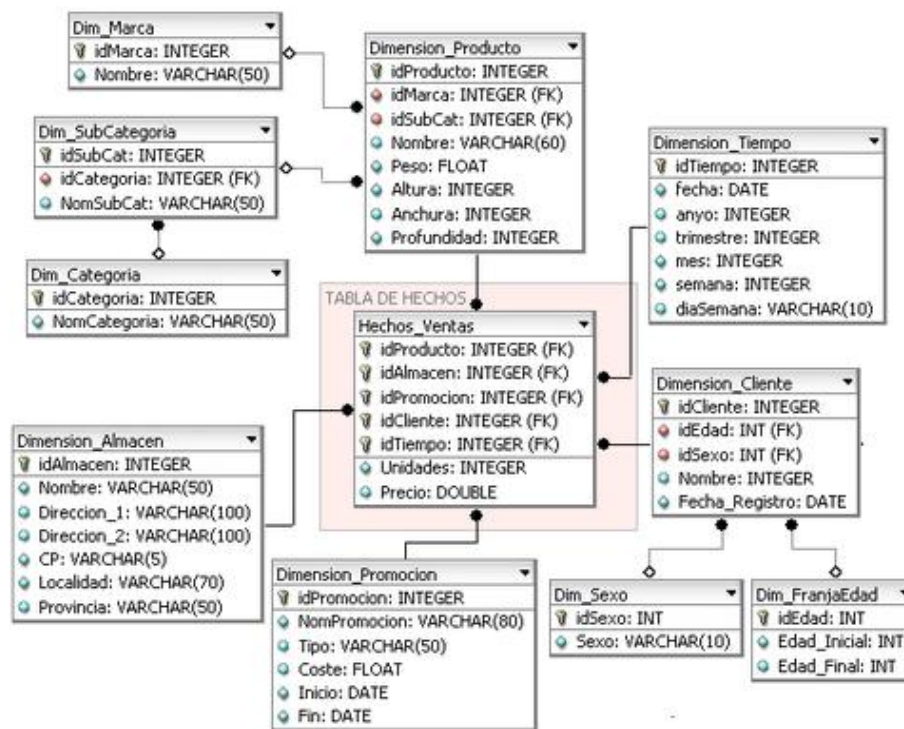 Dim_Marca
idMarca: INTEGER
Nombre: VARCHAR(50)
Dimension_Producto
idProducto: INTEGER
idMarca: INTEGER (FK)
idSubCat: INTEGER (FK)
Nombre: VARCHAR(60)
Peso: FLOAT
Altura: INTEGER
Anchura: INTEGER
Profundidad: INTEGER
Dim_SubCategoria
idSubCat: INTEGER
idCategoria: INTEGER (FK)
NomSubCat: VARCHAR(50)
Dimension_Tiempo
idTiempo: INTEGER
fecha: DATE
anyo: INTEGER
trimestre: INTEGER
mes: INTEGER
semana: INTEGER
diaSemana: VARCHAR(10)
Dim_Categoria
idCategoria: INTEGER
NomCategoria: VARCHAR(50)
TABLA DE HECHOS
Hechos_Ventas
idProducto: INTEGER (FK)
idAlmacen: INTEGER (FK)
idPromocion: INTEGER (FK)
idCliente: INTEGER (FK)
idTiempo: INTEGER (FK)
Unidades: INTEGER
Precio: DOUBLE
Dimension_Cliente
idCliente: INTEGER
idEdad: INT (FK)
idSexo: INT (FK)
Nombre: INTEGER
Fecha_Registro: DATE
Dimension_Almacen
idAlmacen: INTEGER
Nombre: VARCHAR(50)
Direccion_1: VARCHAR(100)
Direccion_2: VARCHAR(100)
CP: VARCHAR(5)
Localidad: VARCHAR(70)
Provincia: VARCHAR(50)
Dimension_Promocion
idPromocion: INTEGER
NomPromocion: VARCHAR(80)
Tipo: VARCHAR(50)
Coste: FLOAT
Inicio: DATE
Fin: DATE
Dim_Sexo
idSexo: INT
Sexo: VARCHAR(10)
Dim_FranjaEdad
idEdad: INT
Edad_Inicial: INT
Edad_Final: INT